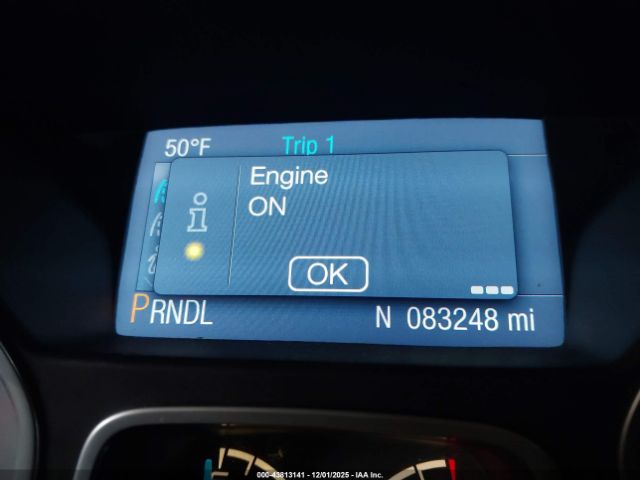 50°F Trip 1
Engine
ON
OK
PRNDL N 083248 mi
000-43813141 - 12/01/2025 - IAA Inc.